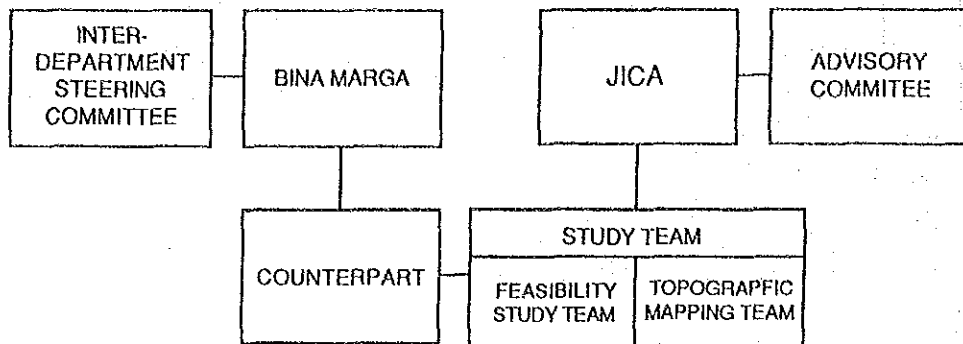 INTER-
DEPARTMENT
STEERING
COMMITTEE
BINA MARGA
JICA
ADVISORY
COMMITEE
COUNTERPART
STUDY TEAM
FEASIBILITY
STUDY TEAM
TOPOGRAPFIC
MAPPING TEAM